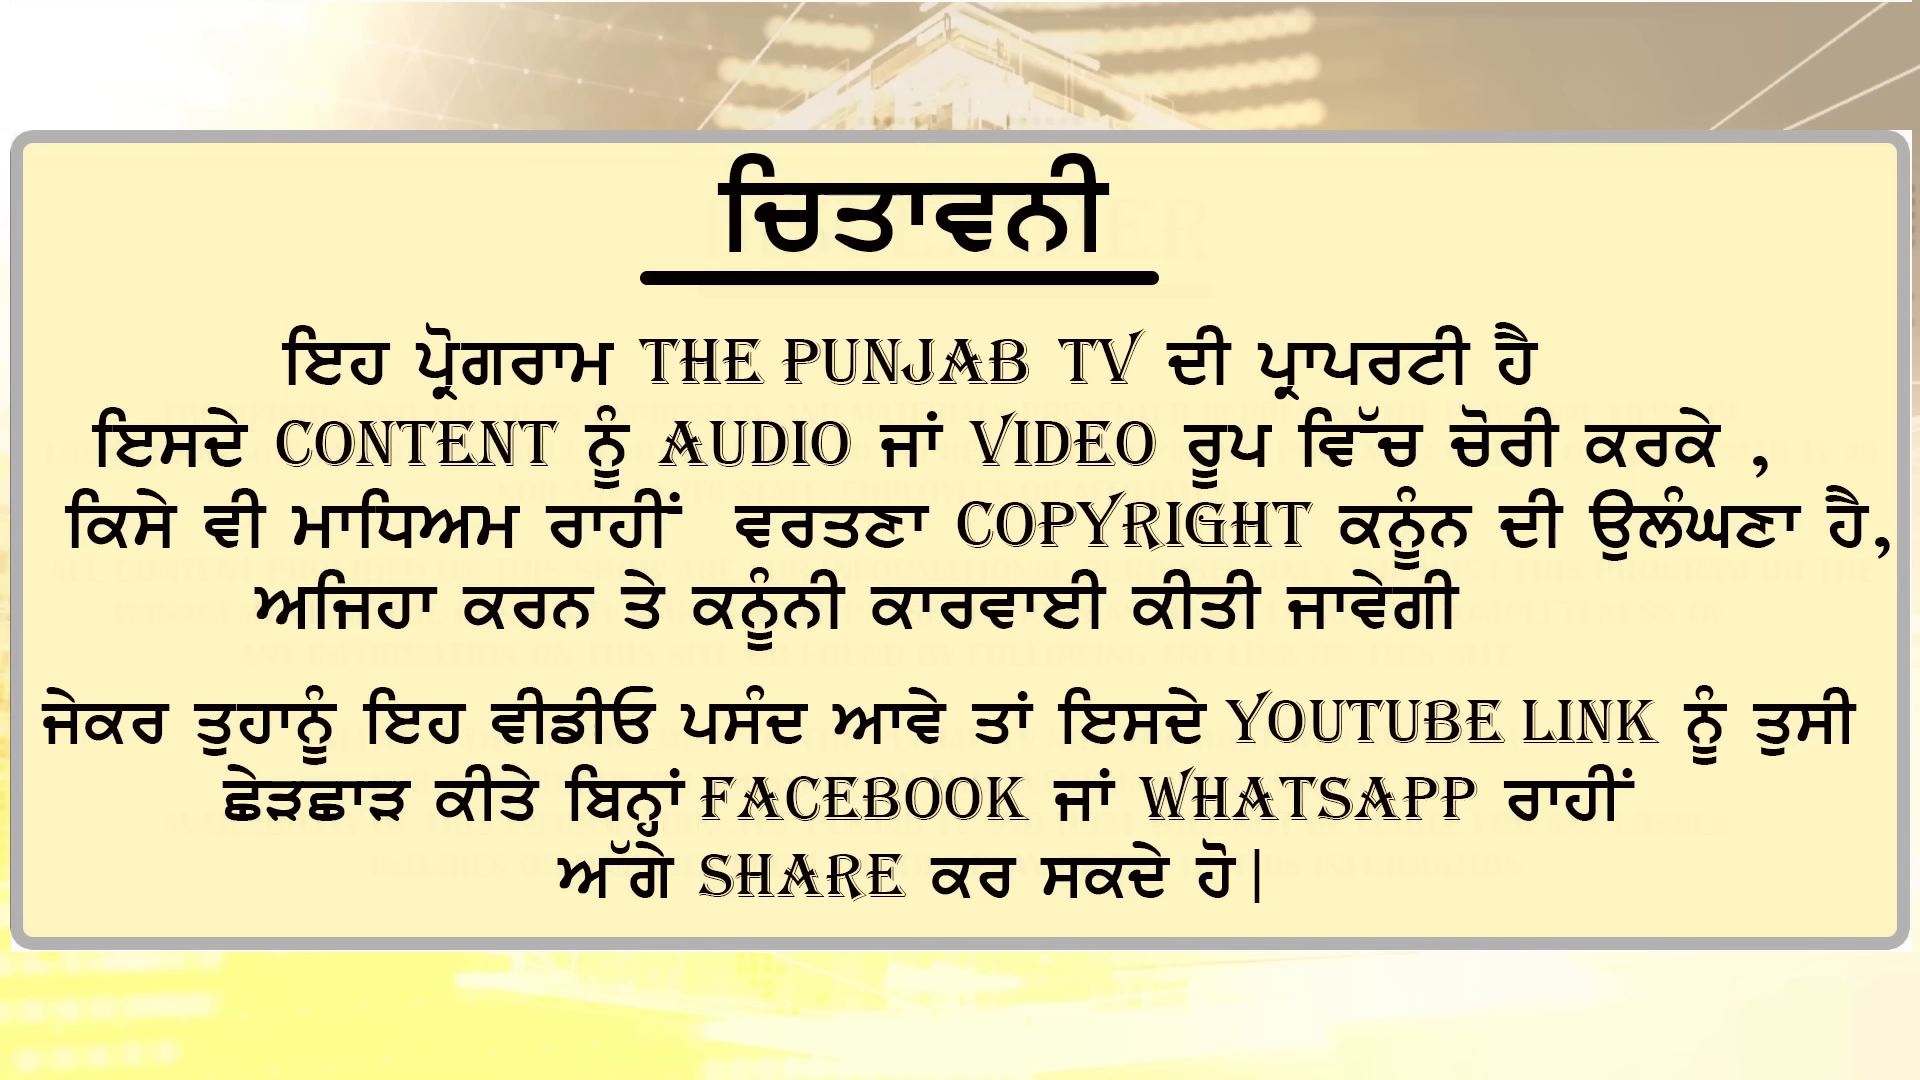 ਚਿਤਾਵਨੀ
ਇਹ ਪ੍ਰੋਗਰਾਮ THE PUNJAB TV ਦੀ ਪ੍ਰਾਪਰਟੀ ਹੈ
ਇਸਦੇ CONTENT ਨੂੰ AUDIO ਜਾਂ VIDEO ਰੂਪ ਵਿੱਚ ਚੋਰੀ ਕਰਕੇ ,
ਕਿਸੇ ਵੀ ਮਾਧਿਅਮ ਰਾਹੀਂ ਵਰਤਣਾ COPYRIGHT ਕਨੂੰਨ ਦੀ ਉਲੰਘਣਾ ਹੈ,
ਅਜਿਹਾ ਕਰਨ ਤੇ ਕਨੂੰਨੀ ਕਾਰਵਾਈ ਕੀਤੀ ਜਾਵੇਗੀ
ਜੇਕਰ ਤੁਹਾਨੂੰ ਇਹ ਵੀਡੀਓ ਪਸੰਦ ਆਵੇ ਤਾਂ ਇਸਦੇ YOUTUBE LINK ਨੂੰ ਤੁਸੀ
ਛੇੜਛਾੜ ਕੀਤੇ ਬਿਨ੍ਹਾਂ FACEBOOK ਜਾਂ WHATSAPP ਰਾਹੀਂ
ਅੱਗੇ SHARE ਕਰ ਸਕਦੇ ਹੋ|